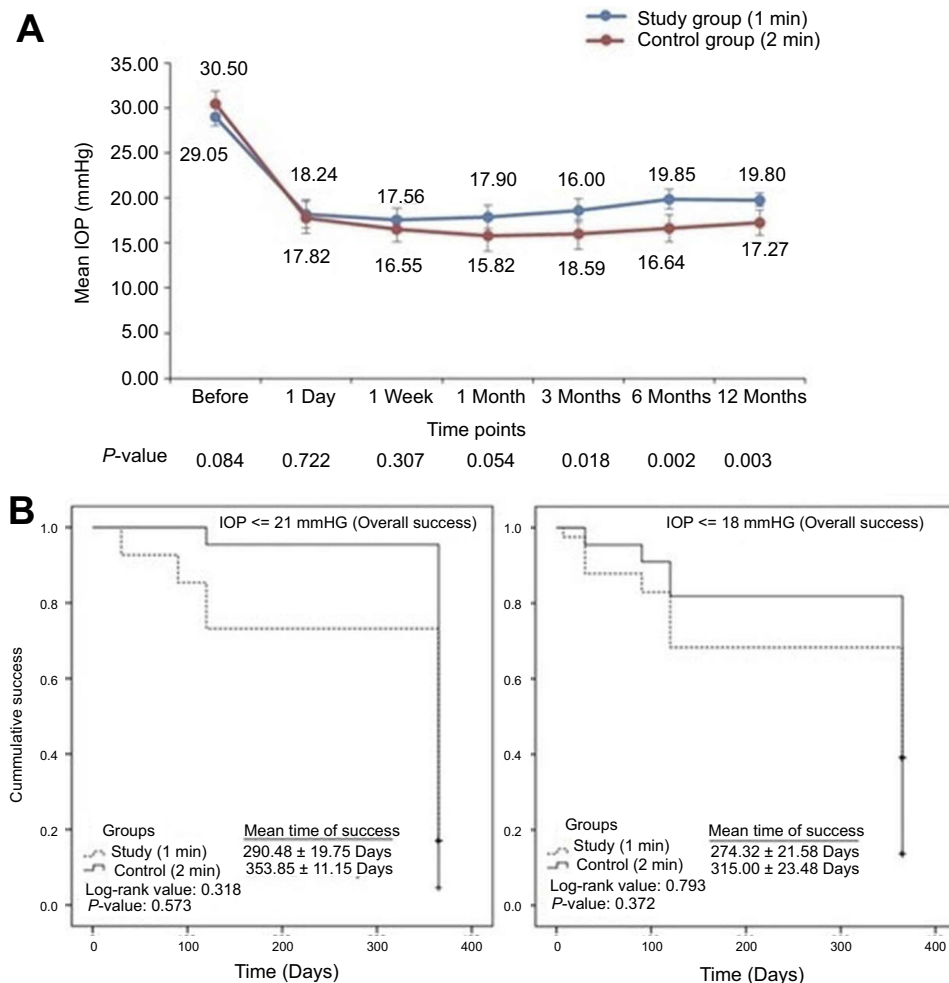 A
Study group (1 min)
Control group (2 min)
Mean IOP (mmHg)
35.00
30.00
25.00
20.00
15.00
10.00
5.00
0.00
30.50
29.05
18.24
17.56
17.90
16.00
19.85
19.80
17.82
16.55
15.82
18.59
16.64
17.27
Before 1 Day 1 Week 1 Month 3 Months 6 Months 12 Months
Time points
P-value 0.084 0.722 0.307 0.054 0.018 0.002 0.003
B
Cummulative success
IOP <= 21 mmHG (Overall success)
1.0
0.8
0.6
0.4
0.2
0.0
Groups
Study (1 min)
Control (2 min)
Log-rank value: 0.318
P-value: 0.573
Mean time of success
290.48 ± 19.75 Days
353.85 ± 11.15 Days
0 100 200 300 400
Time (Days)
IOP <= 18 mmHG (Overall success)
1.0
0.8
0.6
0.4
0.2
0.0
Groups
Study (1 min)
Control (2 min)
Log-rank value: 0.793
P-value: 0.372
Mean time of success
274.32 ± 21.58 Days
315.00 ± 23.48 Days
0 100 200 300 400
Time (Days)